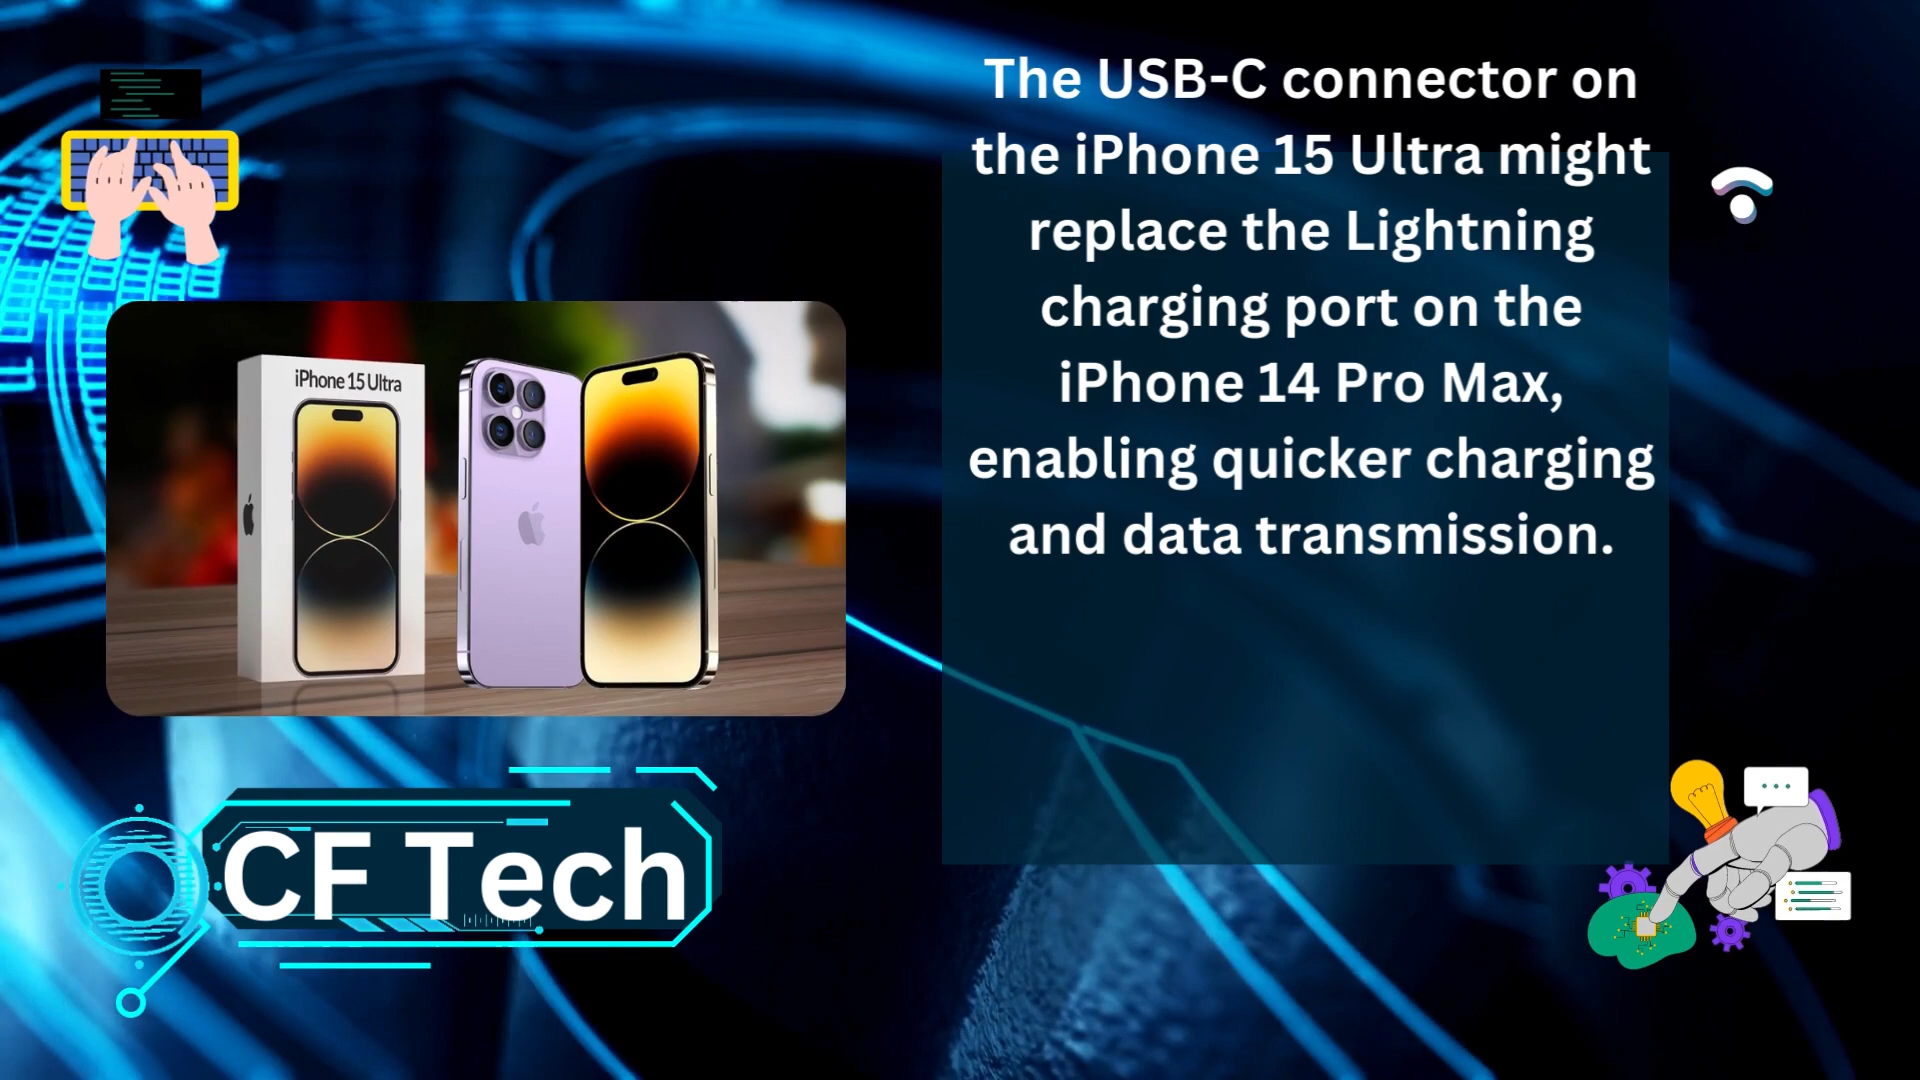 The USB-C connector on
the iPhone 15 Ultra might
replace the Lightning
charging port on the
iPhone 14 Pro Max,
enabling quicker charging
and data transmission.
iPhone 15 Ultra
CF Tech